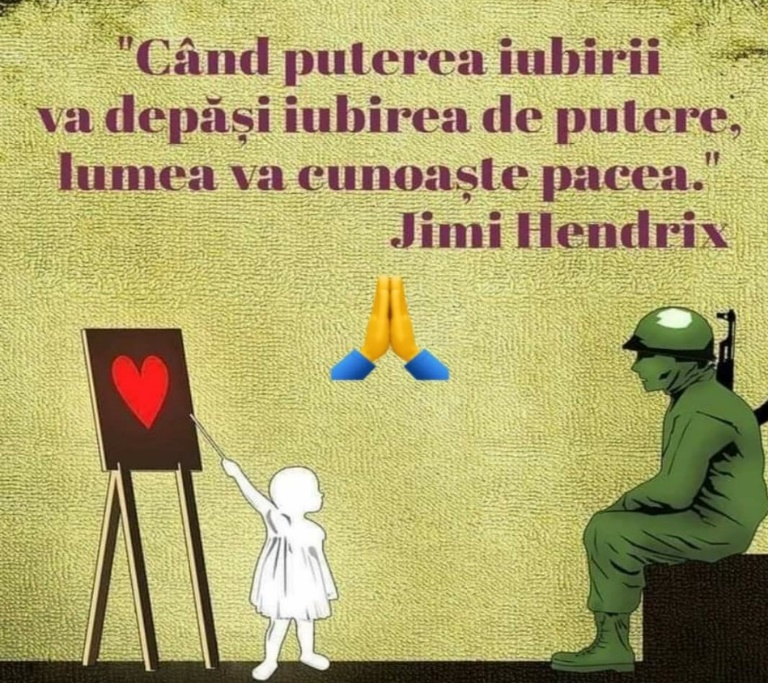 "Când puterea iubirii
va depăși iubirea de putere,
lumea va cunoaște pacea."
Jimi Hendrix